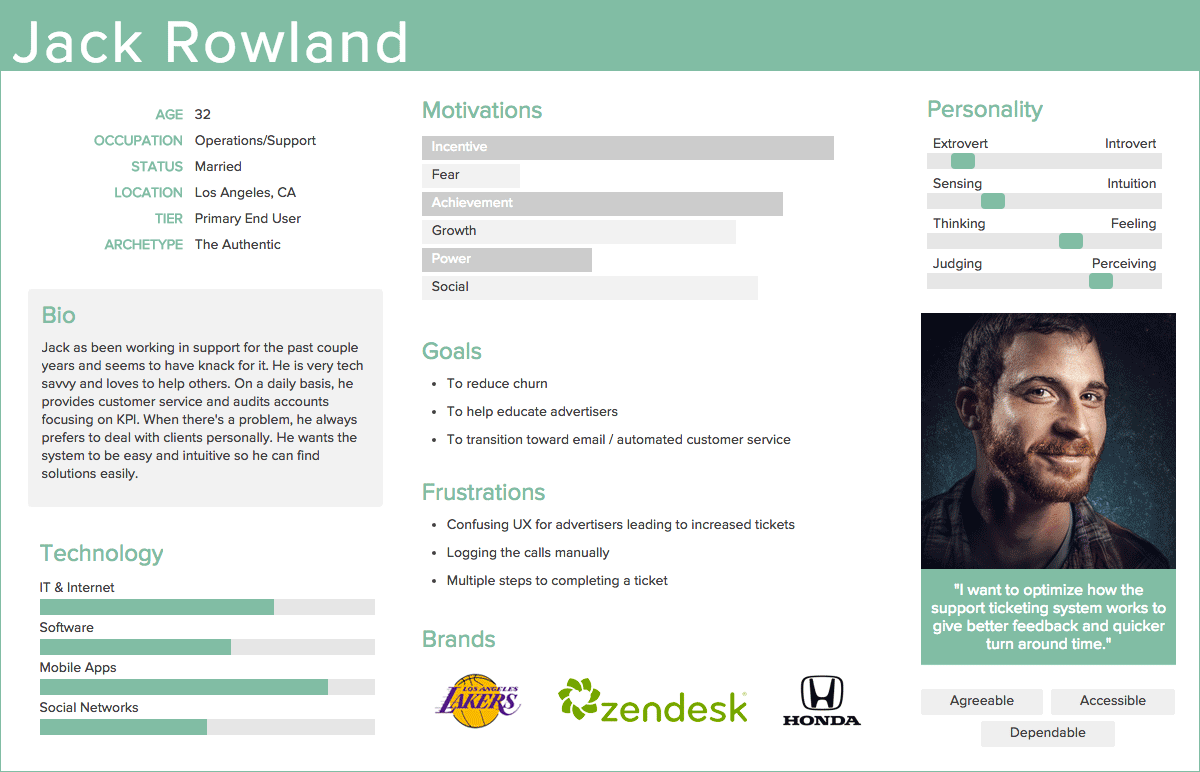 Jack Rowland
AGE 32
OCCUPATION Operations/Support
STATUS Married
LOCATION Los Angeles, CA
TIER Primary End User
ARCHETYPE The Authentic
Bio
Jack as been working in support for the past couple
years and seems to have knack for it. He is very tech
savvy and loves to help others. On a daily basis, he
provides customer service and audits accounts
focusing on KPI. When there's a problem, he always
prefers to deal with clients personally. He wants the
system to be easy and intuitive so he can find
solutions easily.
Technology
IT & Internet
Software
Mobile Apps
Social Networks
Motivations
Incentive
Fear
Achievement
Growth
Power
Social
Goals
• To reduce churn
• To help educate advertisers
• To transition toward email / automated customer service
Frustrations
• Confusing UX for advertisers leading to increased tickets
• Logging the calls manually
• Multiple steps to completing a ticket
Brands
LOS ANGELES
LAKERS
zendesk
HONDA
Personality
Extrovert Introvert
Sensing Intuition
Thinking Feeling
Judging Perceiving
"I want to optimize how the
support ticketing system works to
give better feedback and quicker
turn around time."
Agreeable Accessible
Dependable